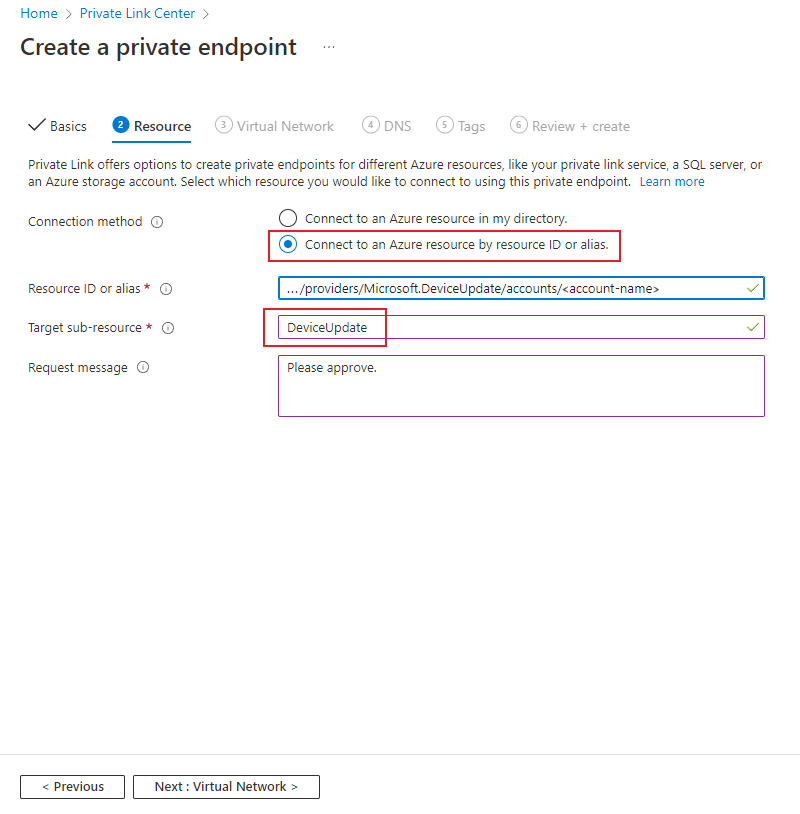 Home > Private Link Center >
Create a private endpoint ...
Basics 2 Resource 3 Virtual Network 4 DNS 5 Tags 6 Review + create
Private Link offers options to create private endpoints for different Azure resources, like your private link service, a SQL server, or
an Azure storage account. Select which resource you would like to connect to using this private endpoint. Learn more
Connection method
Connect to an Azure resource in my directory.
Connect to an Azure resource by resource ID or alias.
Resource ID or alias * .../providers/Microsoft.DeviceUpdate/accounts/<account-name>
Target sub-resource * DeviceUpdate
Request message Please approve.
< Previous Next : Virtual Network >